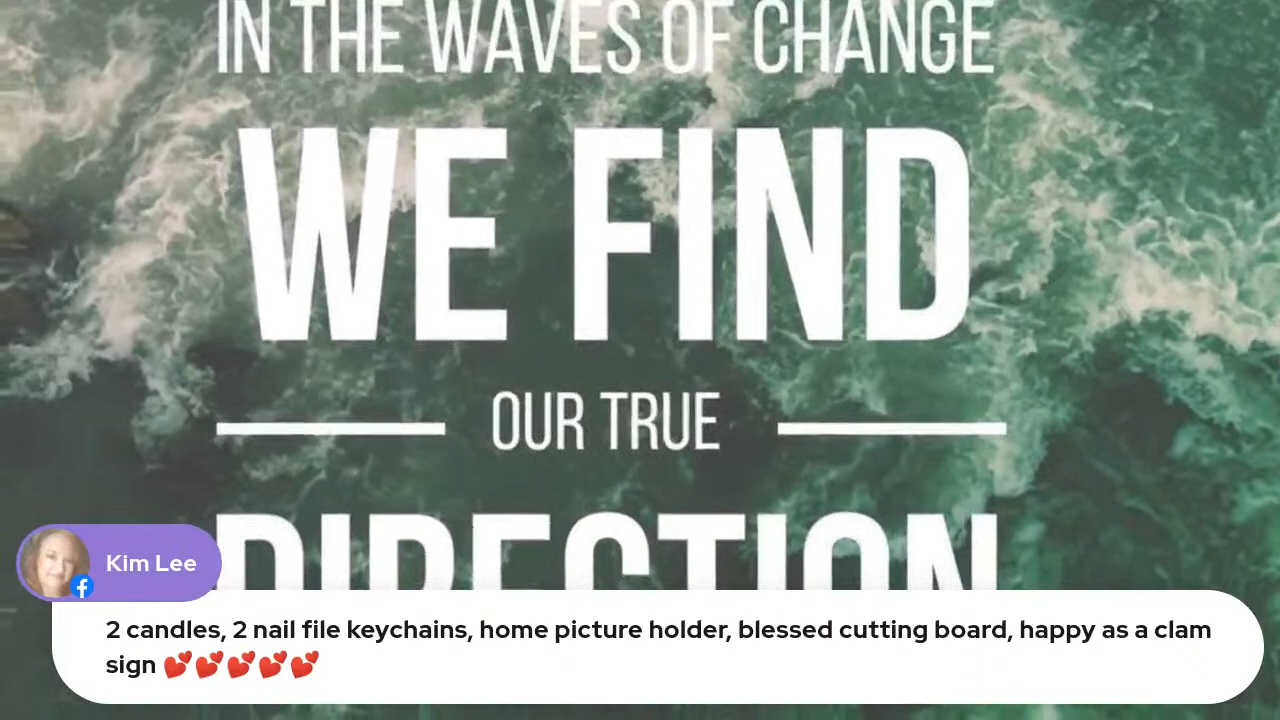 IN THE WAVES OF CHANGE
WE FIND
OUR TRUE
DIRECTION
Kim Lee
2 candles, 2 nail file keychains, home picture holder, blessed cutting board, happy as a clam
sign 💕💕💕💕💕